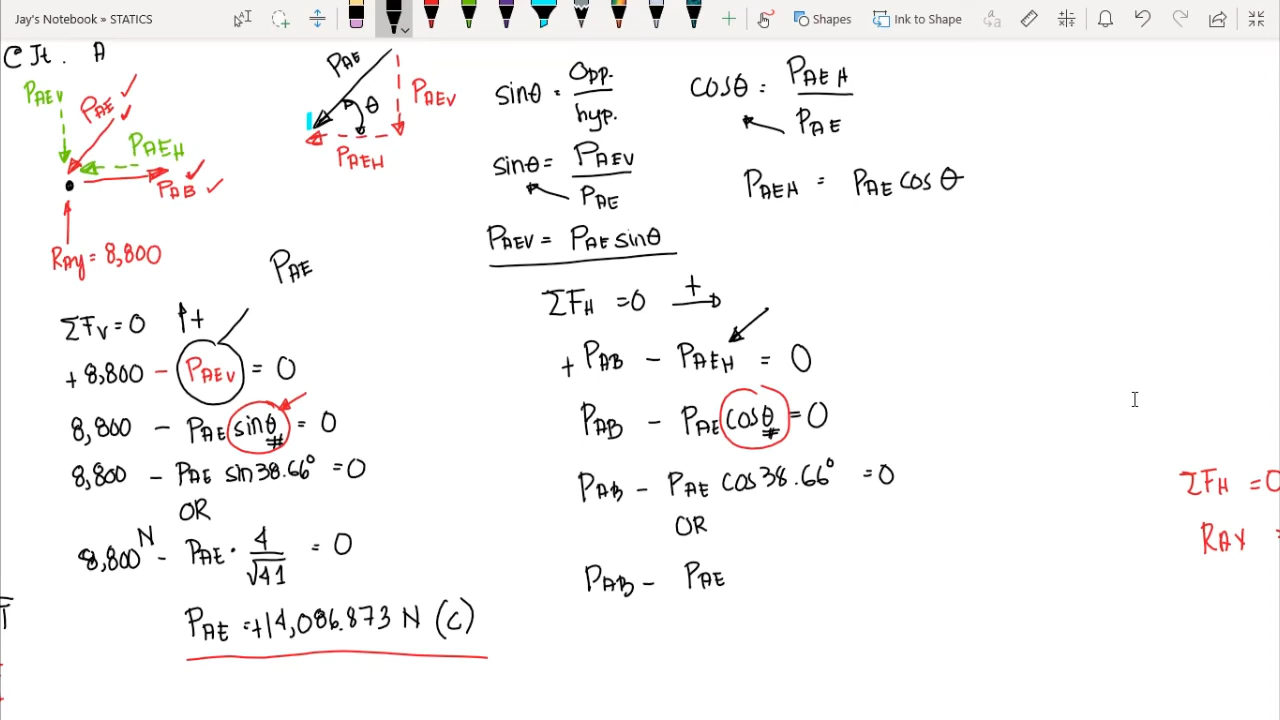 Jay's Notebook » STATICS
Shapes
Ink to Shape
@ Jt. A
PAEV
PAE
PAEH
PAB
RAY = 8,800
PAE
θ
PAEV
PAEH
sinθ = opp. / hyp.
sinθ = PAEV / PAE
PAEV = PAE sinθ
cosθ = PAEH / PAE
PAEH = PAE cos θ
PAE
ΣFV = 0 ↑+
+8,800 - PAEV = 0
8,800 - PAE sinθ = 0
8,800 - PAE sin38.66° = 0
OR
8,800 N - PAE · 4/√41 = 0
PAE = +14,086.873 N (C)
ΣFH = 0 +→
+ PAB - PAEH = 0
PAB - PAE cosθ = 0
PAB - PAE cos38.66° = 0
OR
PAB - PAE
ΣFH = 0
RAX =